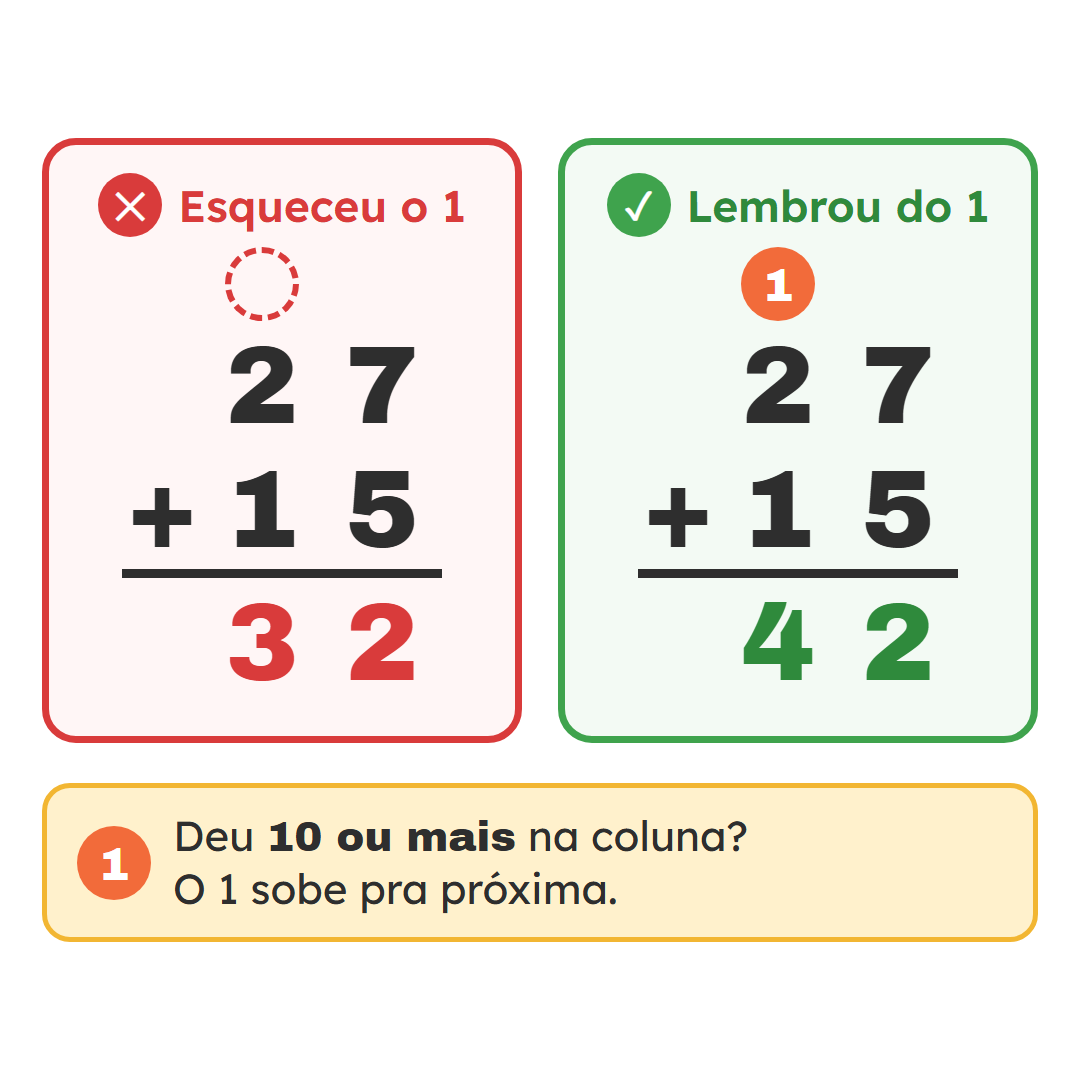 ✕ Esqueceu o 1
2 7
+ 1 5
3 2
✓ Lembrou do 1
1
2 7
+ 1 5
4 2
1
Deu 10 ou mais na coluna?
O 1 sobe pra próxima.